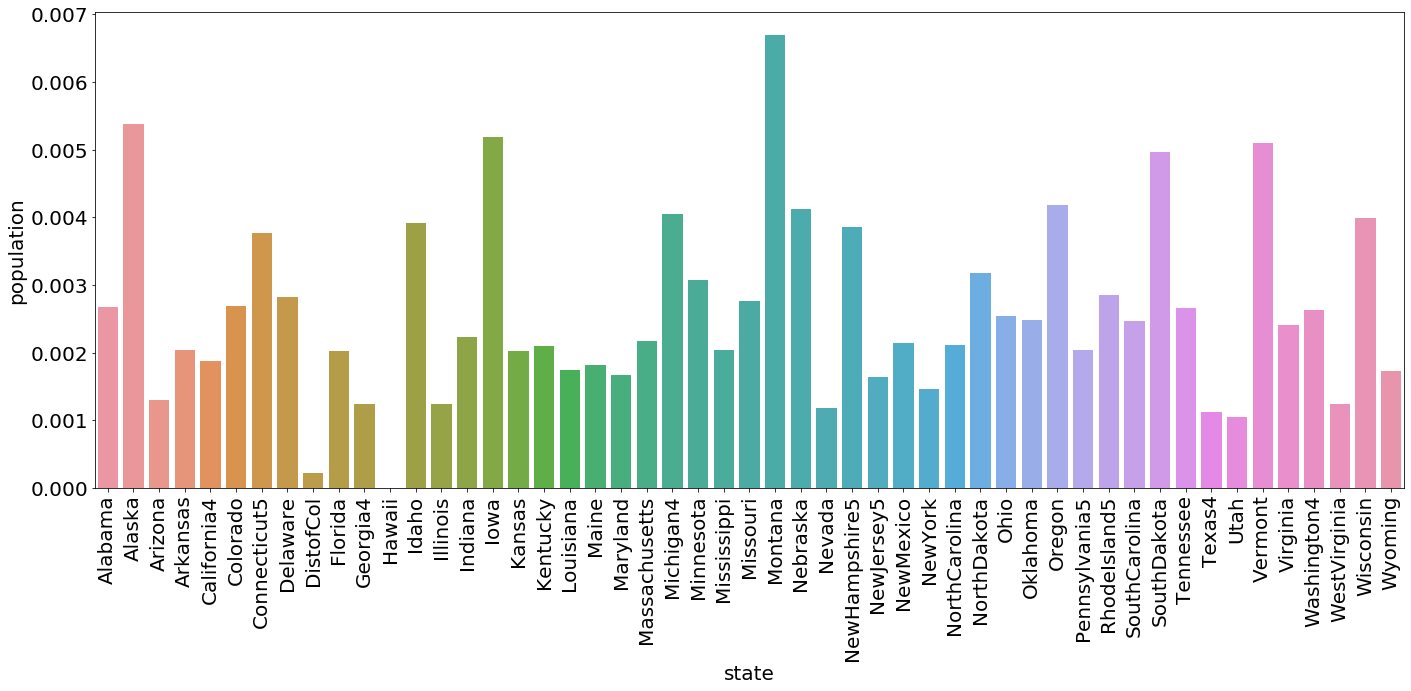 0.007
0.006
0.005
0.004
0.003
0.002
0.001
0.000
population
Alabama
Alaska
Arizona
Arkansas
California4
Colorado
Connecticut5
Delaware
DistofCol
Florida
Georgia4
Hawaii
Idaho
Illinois
Indiana
Iowa
Kansas
Kentucky
Louisiana
Maine
Maryland
Massachusetts
Michigan4
Minnesota
Mississippi
Missouri
Montana
Nebraska
Nevada
NewHampshire5
NewJersey5
NewMexico
NewYork
NorthCarolina
NorthDakota
Ohio
Oklahoma
Oregon
Pennsylvania5
RhodeIsland5
SouthCarolina
SouthDakota
Tennessee
Texas4
Utah
Vermont
Virginia
Washington4
WestVirginia
Wisconsin
Wyoming
state